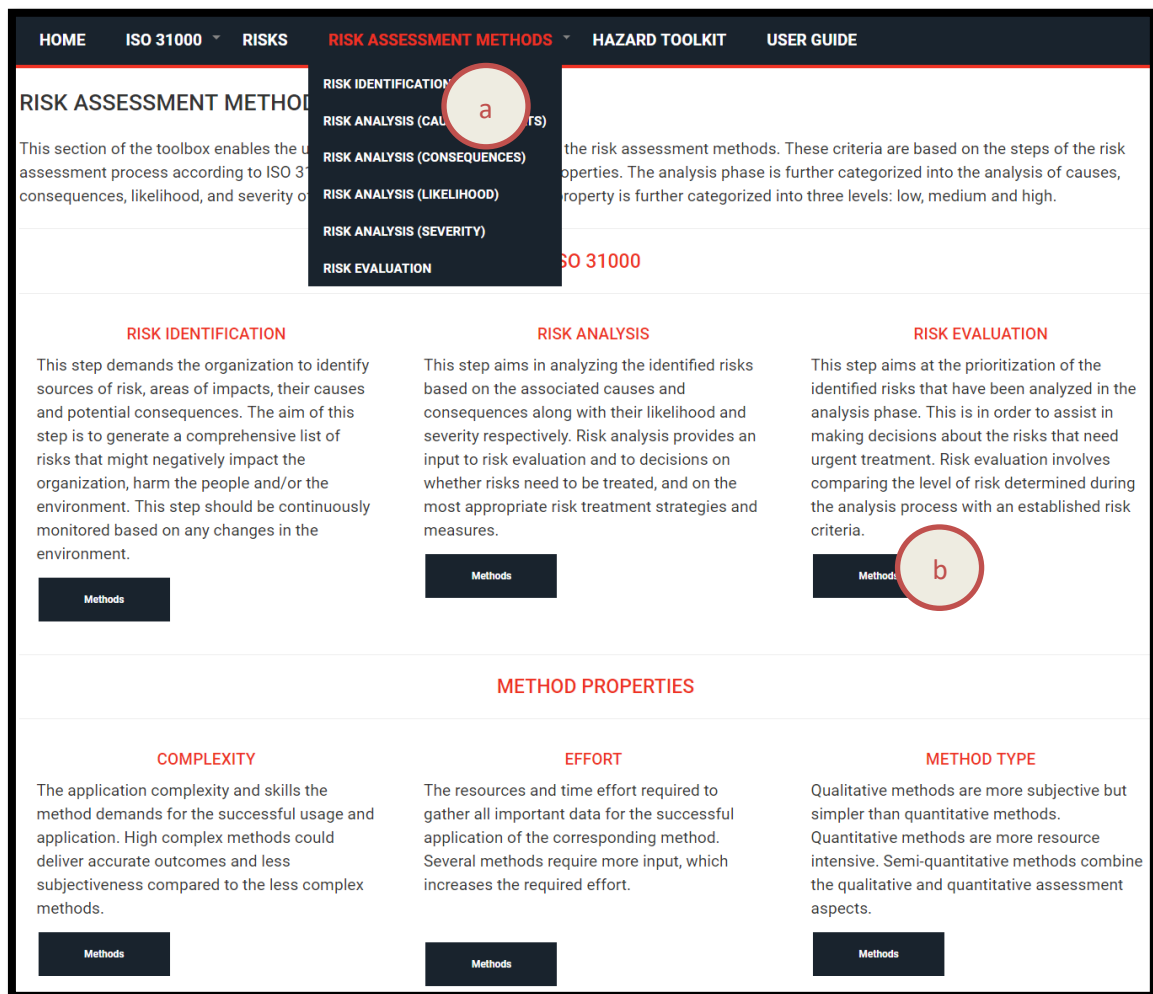 HOME ISO 31000 RISKS RISK ASSESSMENT METHODS HAZARD TOOLKIT USER GUIDE
RISK IDENTIFICATION
RISK ANALYSIS (CAU TS)
RISK ANALYSIS (CONSEQUENCES)
RISK ANALYSIS (LIKELIHOOD)
RISK ANALYSIS (SEVERITY)
RISK EVALUATION
a
RISK ASSESSMENT
This section of the toolbox enables the the risk assessment methods. These criteria are based on the steps of the risk
assessment process according to ISO The analysis phase is further categorized into the analysis of causes,
consequences, likelihood, and severity is further categorized into three levels: low, medium and high.
31000
RISK IDENTIFICATION
This step demands the organization to identify
sources of risk, areas of impacts, their causes
and potential consequences. The aim of this
step is to generate a comprehensive list of
risks that might negatively impact the
organization, harm the people and/or the
environment. This step should be continuously
monitored based on any changes in the
environment.
Methods
RISK ANALYSIS
This step aims in analyzing the identified risks
based on the associated causes and
consequences along with their likelihood and
severity respectively. Risk analysis provides an
input to risk evaluation and to decisions on
whether risks need to be treated, and on the
most appropriate risk treatment strategies and
measures.
Methods
RISK EVALUATION
This step aims at the prioritization of the
identified risks that have been analyzed in the
analysis phase. This is in order to assist in
making decisions about the risks that need
urgent treatment. Risk evaluation involves
comparing the level of risk determined during
the analysis process with an established risk
criteria.
Methods
b
METHOD PROPERTIES
COMPLEXITY
The application complexity and skills the
method demands for the successful usage and
application. High complex methods could
deliver accurate outcomes and less
subjectiveness compared to the less complex
methods.
Methods
EFFORT
The resources and time effort required to
gather all important data for the successful
application of the corresponding method.
Several methods require more input, which
increases the required effort.
Methods
METHOD TYPE
Qualitative methods are more subjective but
simpler than quantitative methods.
Quantitative methods are more resource
intensive. Semi-quantitative methods combine
the qualitative and quantitative assessment
aspects.
Methods